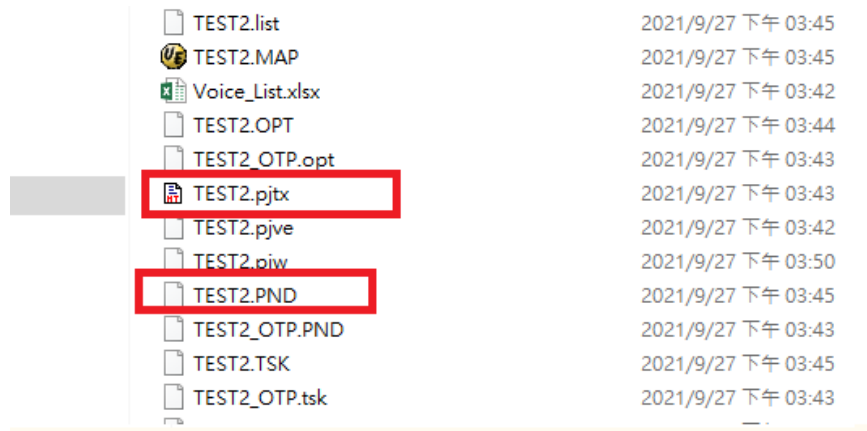 TEST2.list 2021/9/27 下午 03:45
TEST2.MAP 2021/9/27 下午 03:45
Voice_List.xlsx 2021/9/27 下午 03:42
TEST2.OPT 2021/9/27 下午 03:44
TEST2_OTP.opt 2021/9/27 下午 03:43
TEST2.pjtx 2021/9/27 下午 03:43
TEST2.pjve 2021/9/27 下午 03:42
TEST2.pjw 2021/9/27 下午 03:50
TEST2.PND 2021/9/27 下午 03:45
TEST2_OTP.PND 2021/9/27 下午 03:43
TEST2.TSK 2021/9/27 下午 03:45
TEST2_OTP.tsk 2021/9/27 下午 03:43